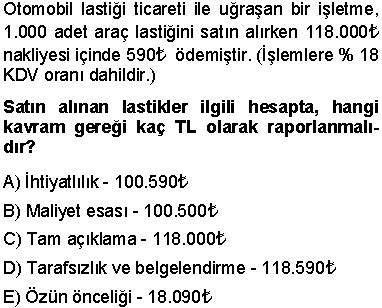 Otomobil lastiği ticareti ile uğraşan bir işletme,
1.000 adet araç lastiğini satın alırken 118.000₺
nakliyesi içinde 590₺ ödemiştir. (İşlemlere % 18
KDV oranı dahildir.)
Satın alınan lastikler ilgili hesapta, hangi
kavram gereği kaç TL olarak raporlanmalı-
dır?
A) İhtiyatlılık - 100.590₺
B) Maliyet esası - 100.500₺
C) Tam açıklama - 118.000₺
D) Tarafsızlık ve belgelendirme - 118.590₺
E) Özün önceliği - 18.090₺